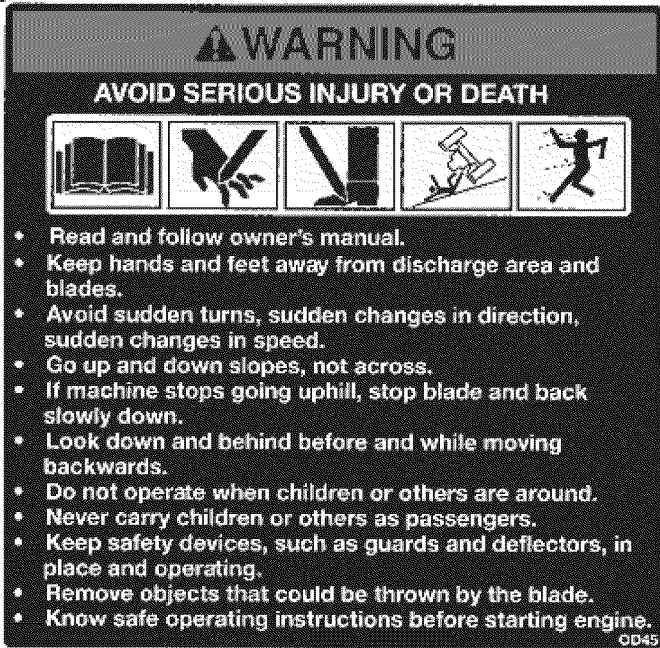 WARNING
AVOID SERIOUS INJURY OR DEATH
• Read and follow owner's manual.
• Keep hands and feet away from discharge area and
blades.
• Avoid sudden turns, sudden changes in direction,
sudden changes in speed.
• Go up and down slopes, not across.
• If machine stops going uphill, stop blade and back
slowly down.
• Look down and behind before and while moving
backwards.
• Do not operate when children or others are around.
• Never carry children or others as passengers.
• Keep safety devices, such as guards and deflectors, in
place and operating.
• Remove objects that could be thrown by the blade.
• Know safe operating instructions before starting engine.
OD45